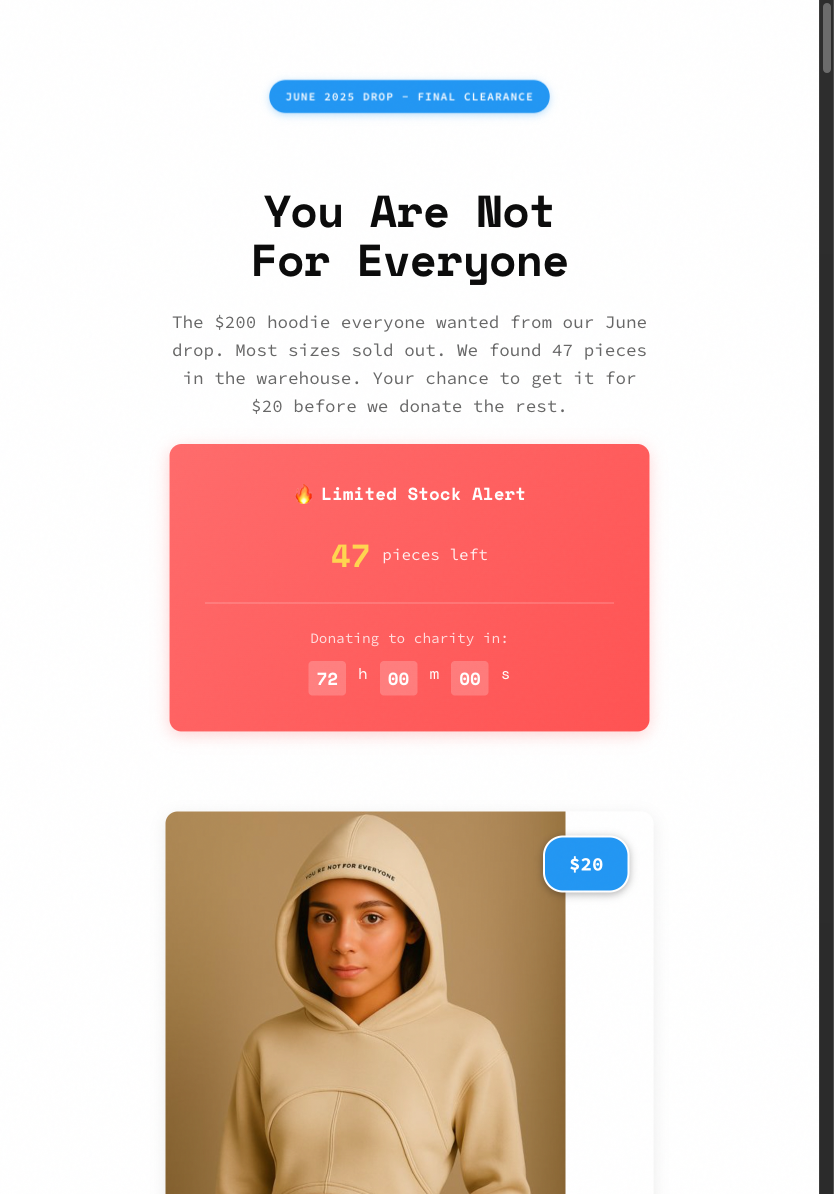 JUNE 2025 DROP – FINAL CLEARANCE
You Are Not
For Everyone
The $200 hoodie everyone wanted from our June
drop. Most sizes sold out. We found 47 pieces
in the warehouse. Your chance to get it for
$20 before we donate the rest.
🔥 Limited Stock Alert
47 pieces left
Donating to charity in:
72 h 00 m 00 s
$20
YOU'RE NOT FOR EVERYONE